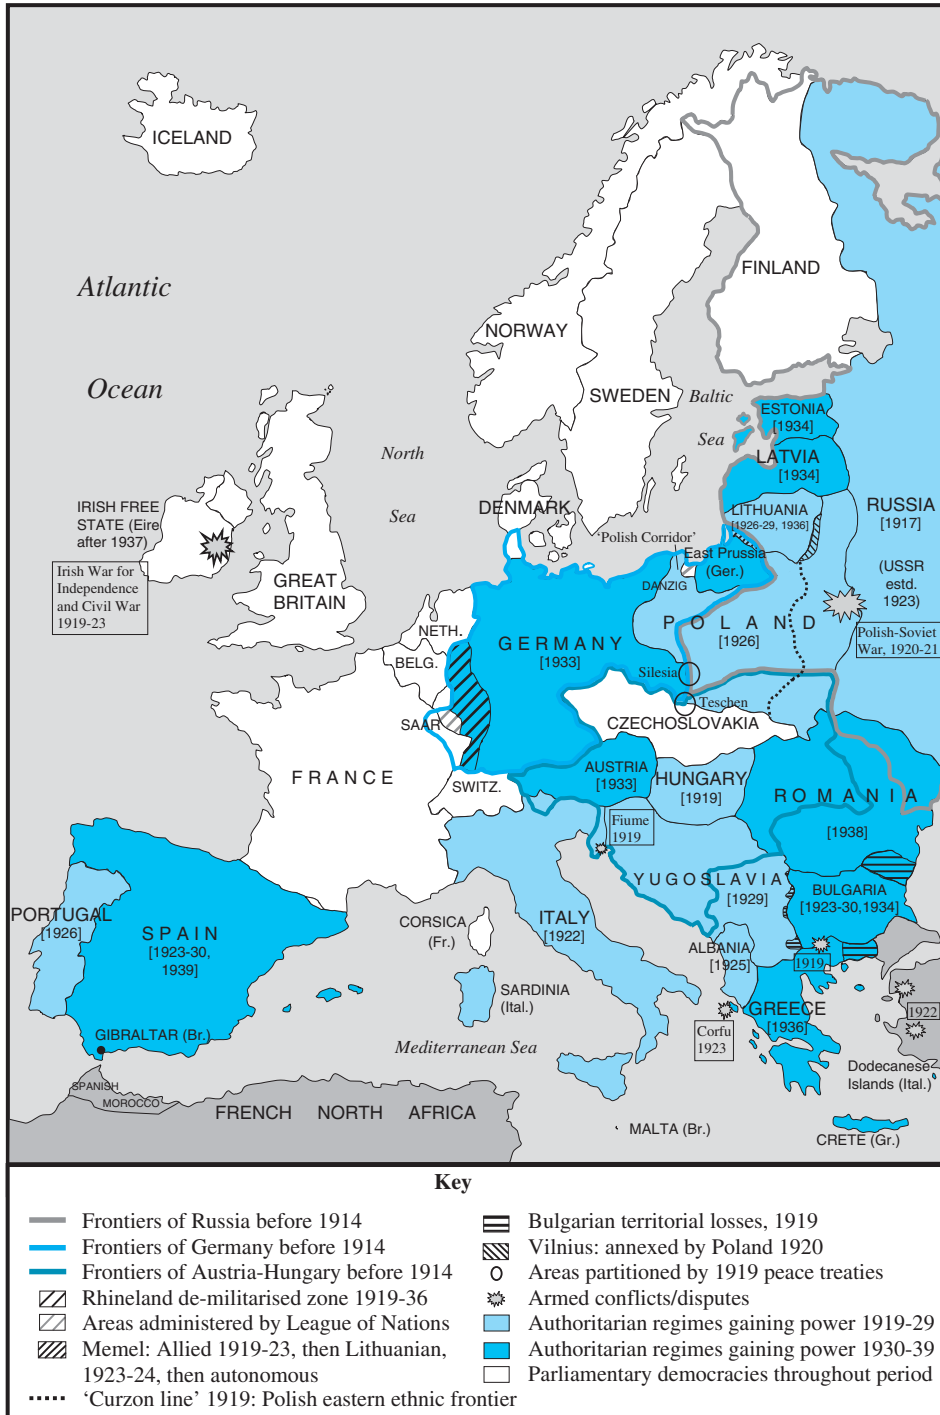 ICELAND
Atlantic
Ocean
NORWAY
SWEDEN
FINLAND
Baltic
Sea
ESTONIA
[1934]
LATVIA
[1934]
LITHUANIA
[1926-29, 1936]
RUSSIA
[1917]
(USSR
estd.
1923)
North
Sea
DENMARK
'Polish Corridor'
East Prussia
(Ger.)
DANZIG
IRISH FREE
STATE (Eire
after 1937)
Irish War for
Independence
and Civil War
1919-23
GREAT
BRITAIN
NETH.
BELG.
GERMANY
[1933]
POLAND
[1926]
Polish-Soviet
War, 1920-21
Silesia
Teschen
SAAR
CZECHOSLOVAKIA
FRANCE
SWITZ.
AUSTRIA
[1933]
HUNGARY
[1919]
ROMANIA
[1938]
Fiume
1919
YUGOSLAVIA
[1929]
BULGARIA
[1923-30,1934]
PORTUGAL
[1926]
SPAIN
[1923-30,
1939]
CORSICA
(Fr.)
ITALY
[1922]
ALBANIA
[1925]
1919
SARDINIA
(Ital.)
GREECE
[1936]
1922
Corfu
1923
GIBRALTAR (Br.)
Mediterranean Sea
Dodecanese
Islands (Ital.)
SPANISH
MOROCCO
FRENCH NORTH AFRICA
MALTA (Br.)
CRETE (Gr.)
Key
Frontiers of Russia before 1914
Frontiers of Germany before 1914
Frontiers of Austria-Hungary before 1914
Rhineland de-militarised zone 1919-36
Areas administered by League of Nations
Memel: Allied 1919-23, then Lithuanian,
1923-24, then autonomous
'Curzon line' 1919: Polish eastern ethnic frontier
Bulgarian territorial losses, 1919
Vilnius: annexed by Poland 1920
Areas partitioned by 1919 peace treaties
Armed conflicts/disputes
Authoritarian regimes gaining power 1919-29
Authoritarian regimes gaining power 1930-39
Parliamentary democracies throughout period